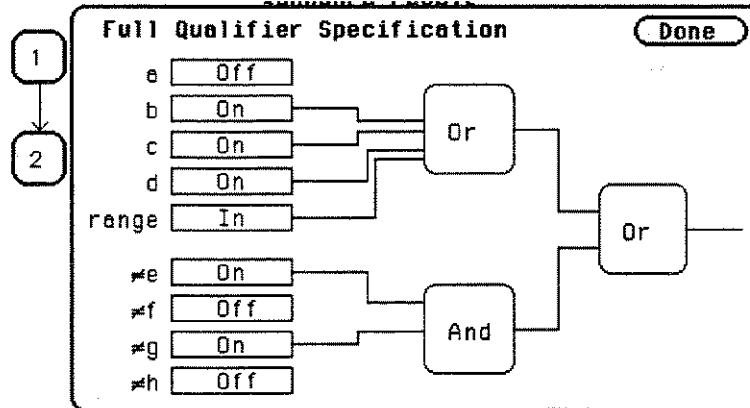 Full Qualifier Specification
Done
1
2
a Off
b On
c On
d On
range In
≠e On
≠f Off
≠g On
≠h Off
Or
And
Or